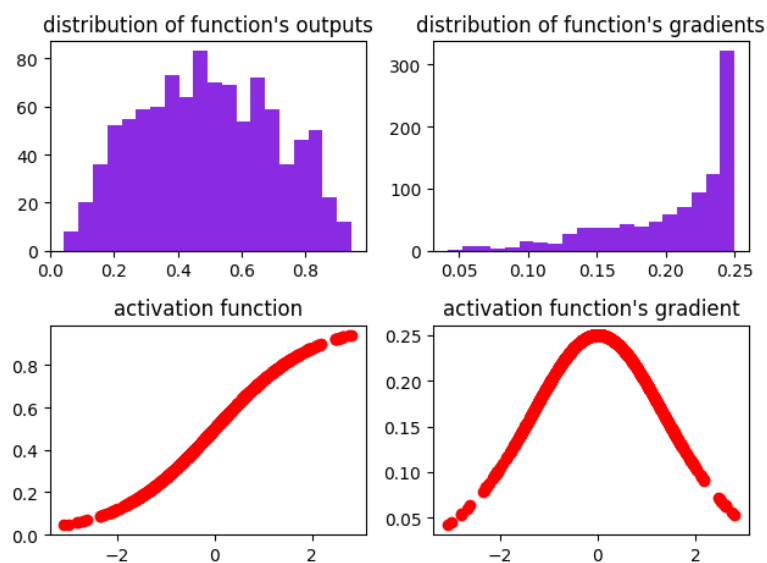 distribution of function's outputs
distribution of function's gradients
80
60
40
20
0
0.0 0.2 0.4 0.6 0.8
300
200
100
0
0.05 0.10 0.15 0.20 0.25
activation function
activation function's gradient
0.8
0.6
0.4
0.2
0.0
−2 0 2
0.25
0.20
0.15
0.10
0.05
−2 0 2